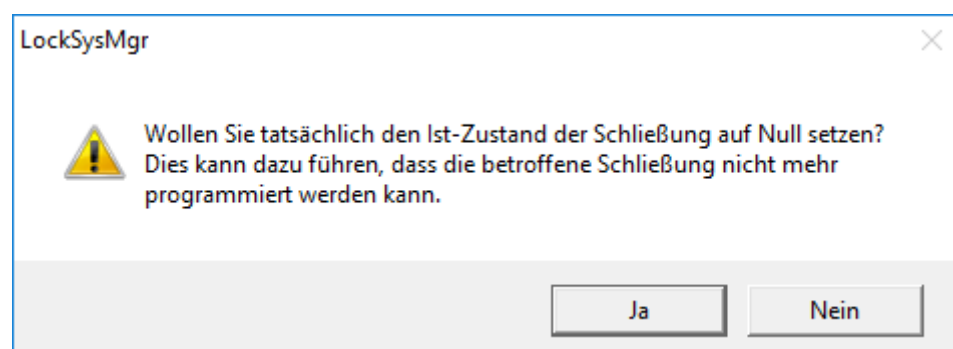 LockSysMgr
Wollen Sie tatsächlich den Ist-Zustand der Schließung auf Null setzen?
Dies kann dazu führen, dass die betroffene Schließung nicht mehr
programmiert werden kann.
Ja
Nein